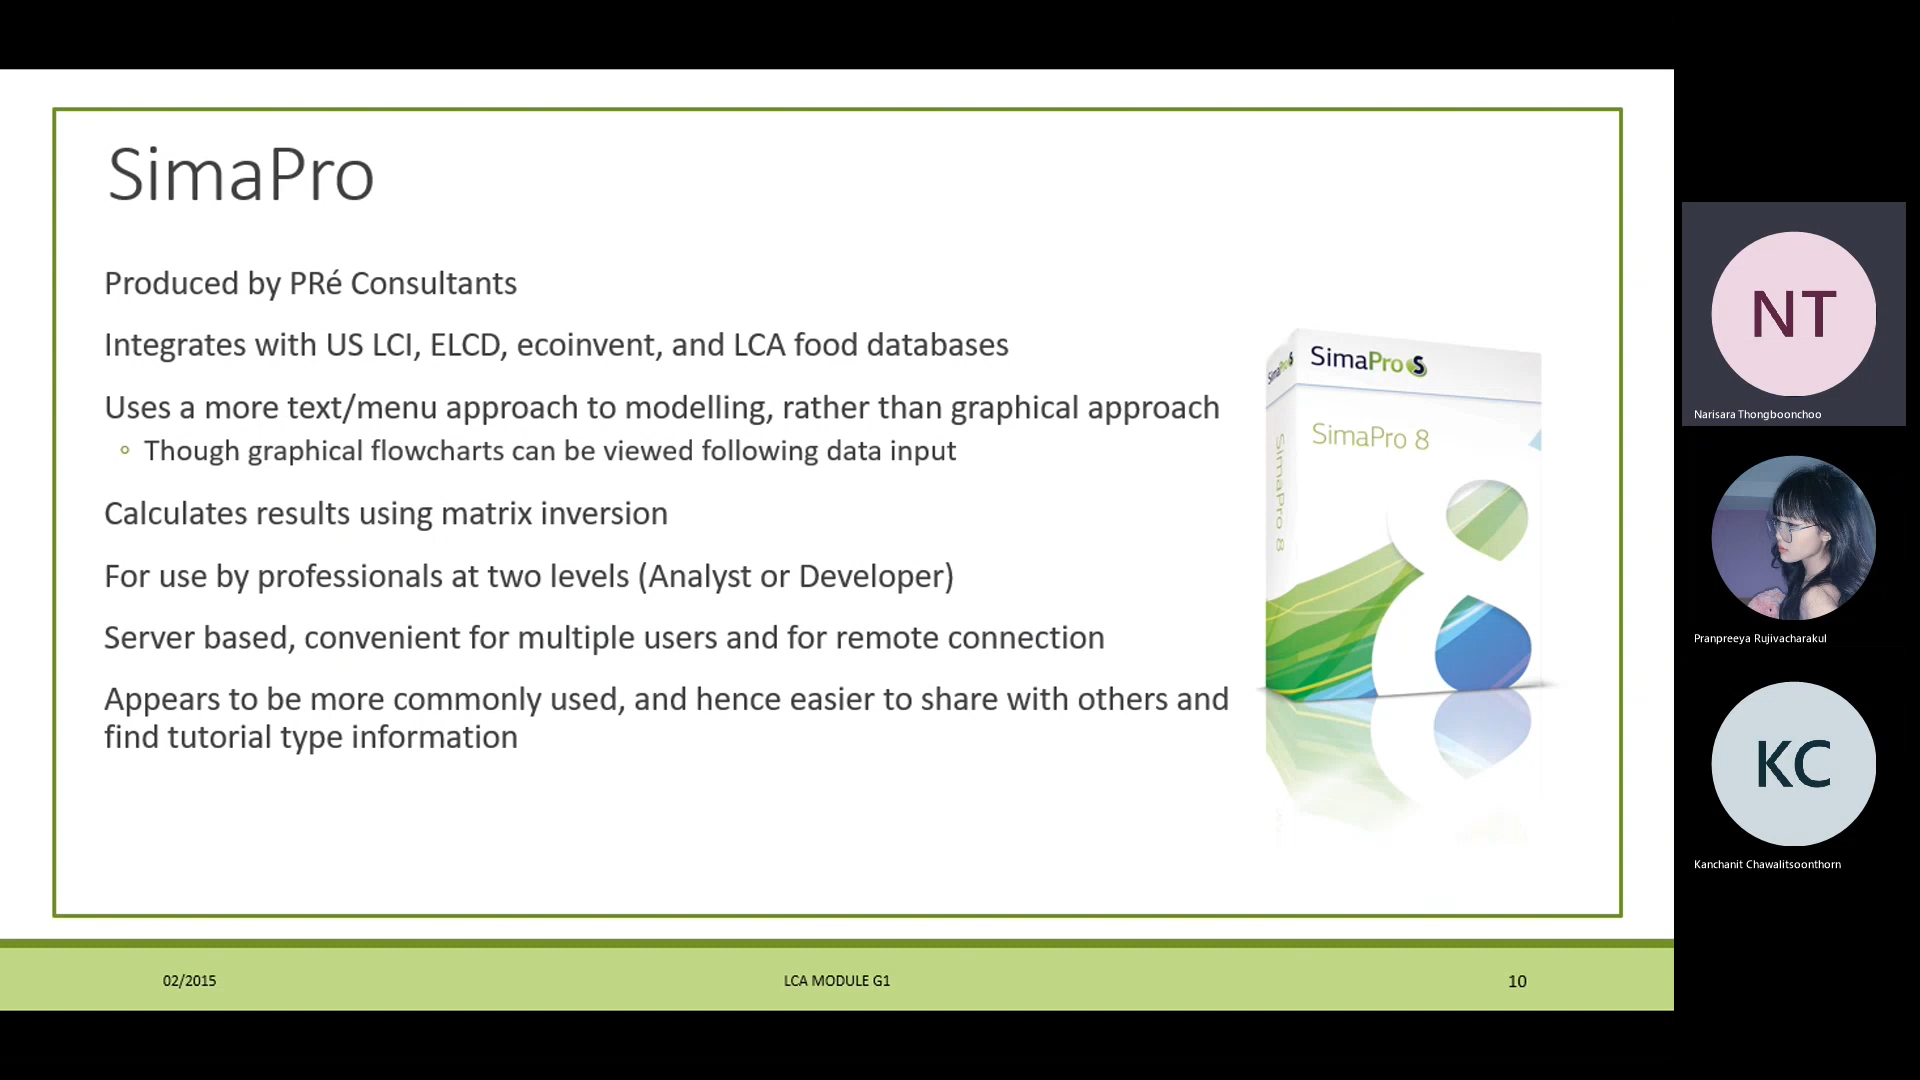 SimaPro
Produced by PRé Consultants
Integrates with US LCI, ELCD, ecoinvent, and LCA food databases
Uses a more text/menu approach to modelling, rather than graphical approach
Though graphical flowcharts can be viewed following data input
Calculates results using matrix inversion
For use by professionals at two levels (Analyst or Developer)
Server based, convenient for multiple users and for remote connection
Appears to be more commonly used, and hence easier to share with others and
find tutorial type information
SimaPro
SimaPro
SimaPro 8
SimaPro 8
8
02/2015
LCA MODULE G1
10
NT
Narisara Thongboonchoo
Pranpreeya Rujivacharakul
KC
Kanchanit Chawalitsoonthorn